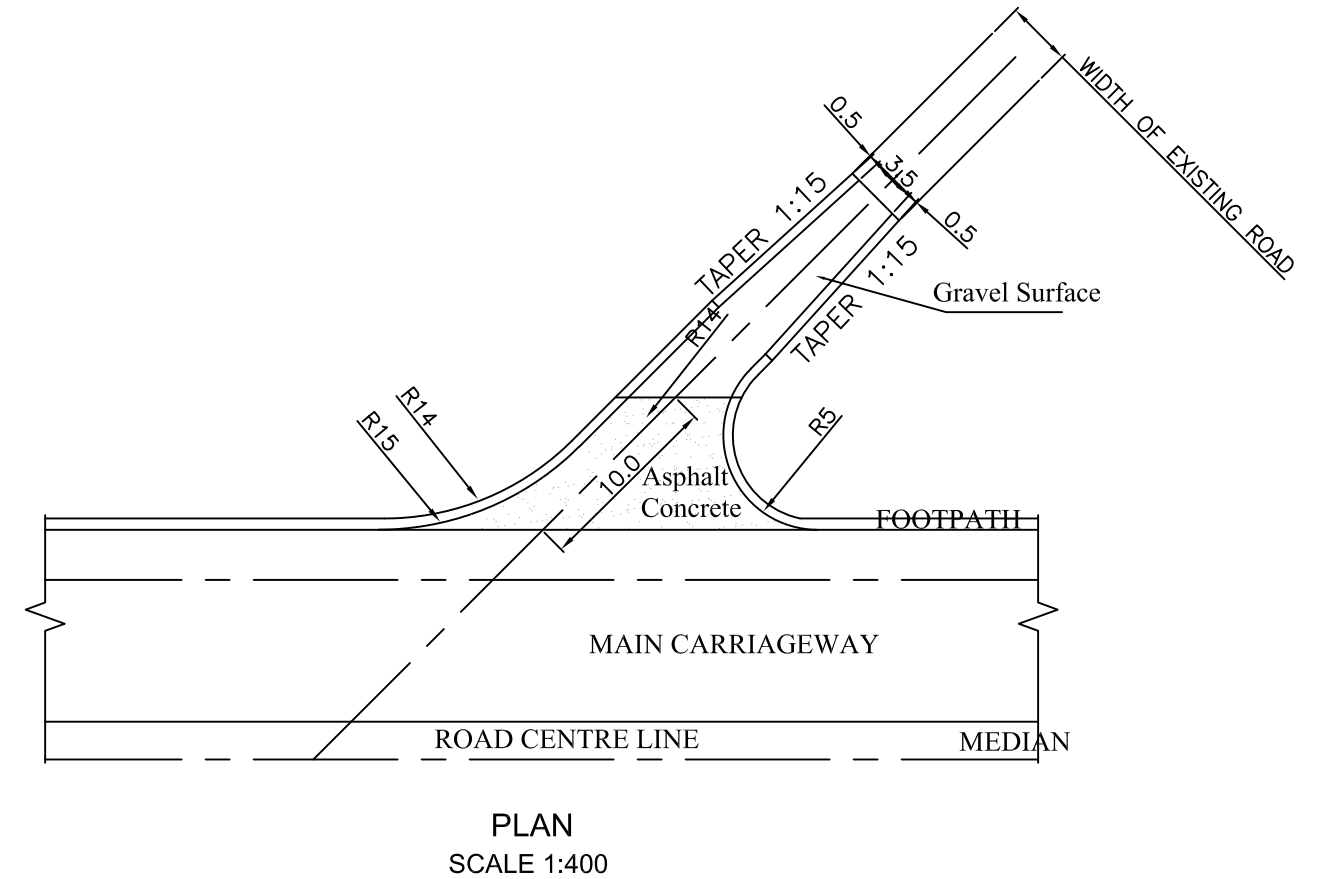 WIDTH OF EXISTING ROAD
0.5
3.5
0.5
TAPER 1:15
TAPER 1:15
Gravel Surface
R14
R14
R15
R5
10.0
Asphalt
Concrete
FOOTPATH
MAIN CARRIAGEWAY
ROAD CENTRE LINE
MEDIAN
PLAN
SCALE 1:400